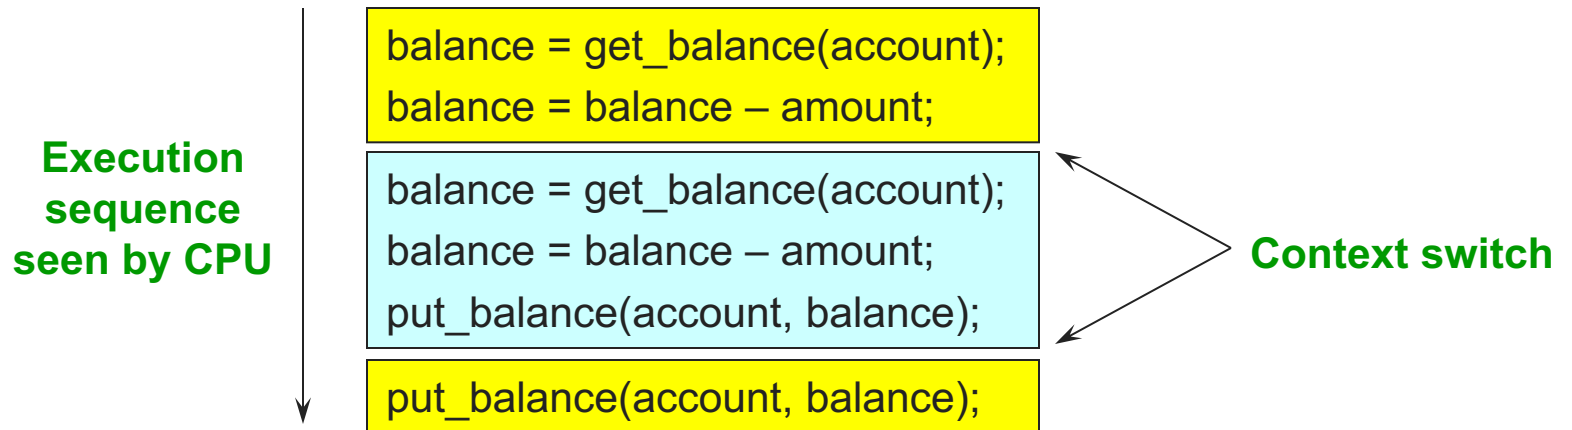 balance = get_balance(account);
balance = balance – amount;
Execution
sequence
seen by CPU
balance = get_balance(account);
balance = balance – amount;
put_balance(account, balance);
Context switch
put_balance(account, balance);